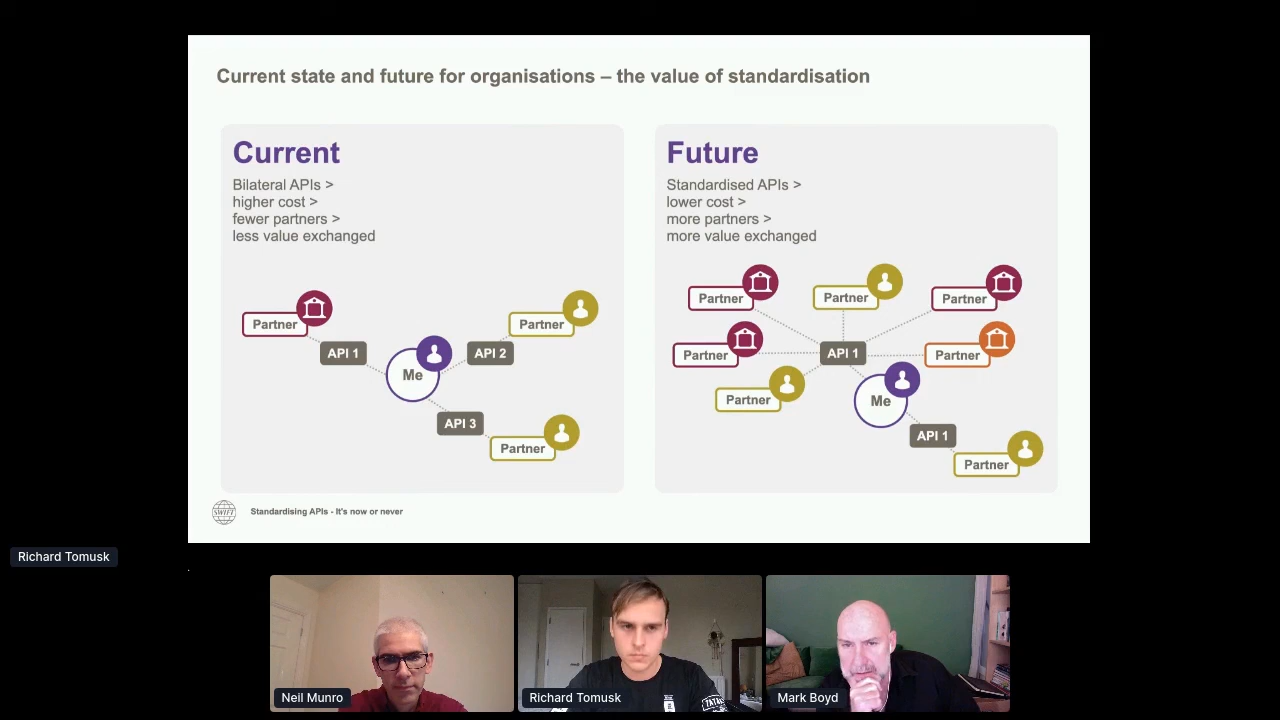 Current state and future for organisations – the value of standardisation
Current
Bilateral APIs >
higher cost >
fewer partners >
less value exchanged
Partner
API 1
Me
API 2
Partner
API 3
Partner
Future
Standardised APIs >
lower cost >
more partners >
more value exchanged
Partner
Partner
Partner
Partner
API 1
Partner
Partner
Me
API 1
Partner
SWIFT
Standardising APIs - It's now or never
Richard Tomusk
Neil Munro
Richard Tomusk
Mark Boyd